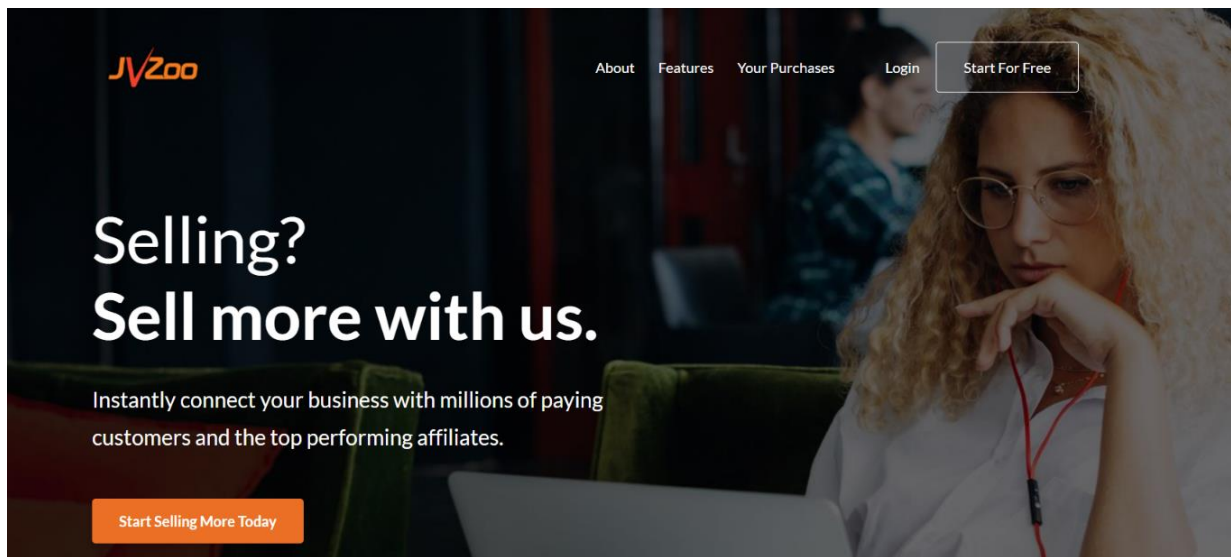 JVZoo
About Features Your Purchases Login Start For Free
Selling?
Sell more with us.
Instantly connect your business with millions of paying
customers and the top performing affiliates.
Start Selling More Today